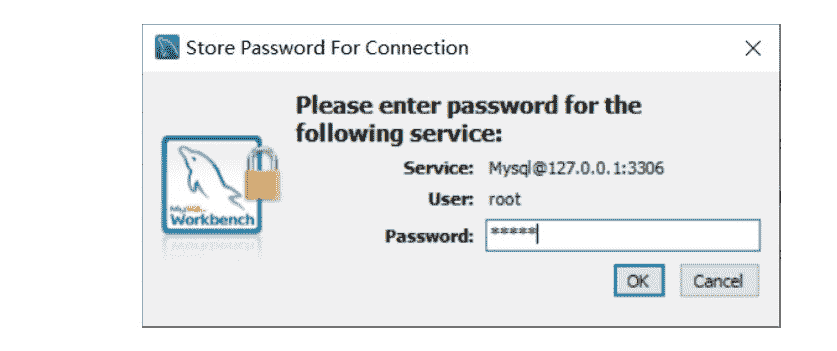 Store Password For Connection
Please enter password for the
following service:
Service: Mysql@127.0.0.1:3306
User: root
MySQL
Workbench
Password: *****
OK Cancel